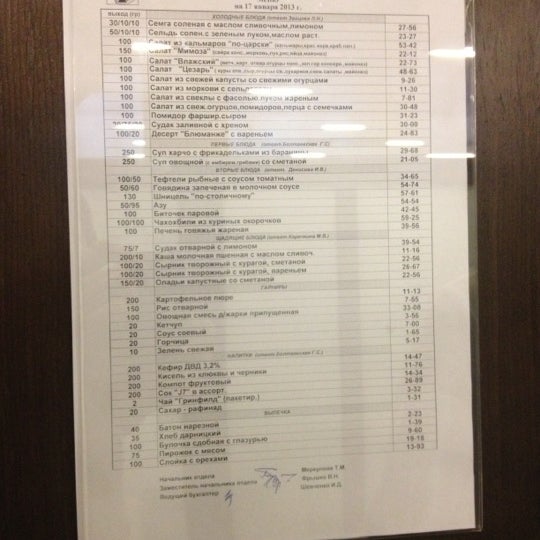 на 17 января 2013 г.
ВЫХОД (гр) ХОЛОДНЫЕ БЛЮДА
30/10/10 Семга соленая с маслом сливочным,лимоном 27-56
50/10/10 Сельдь солен.с зеленым луком,маслом раст. 23-27
100 Салат из кальмаров "по-царски" 53-42
150 Салат "Мимоза" 22-12
100 Салат "Влажский" 22-73
100 Салат "Цезарь" 48-63
100 Салат из свежей капусты со свежими огурцами 9-26
100 Салат из моркови с 11-30
100 Салат из свеклы с фасолью,луком жареным 7-81
100 Салат из свеж.огурцов,помидоров,перца с семечками 30-48
100 Помидор фаршир.сыром 31-23
Судак заливной с хреном 30-00
100/20 Десерт "Блюманже" с вареньем 24-83
ПЕРВЫЕ БЛЮДА
250 Суп харчо с фрикадельками из баранины 29-68
250 Суп овощной со сметаной 21-05
ВТОРЫЕ БЛЮДА
100/50 Тефтели рыбные с соусом томатным 34-65
50/50 Говядина запеченая в молочном соусе 54-74
130 Шницель "по-столичному" 57-61
50/95 Азу 54-54
100 Биточек паровой 42-45
100/100 Чахохбили из куриных окорочков 59-25
100 Печень говяжья жареная 39-56
ЩАДЯЩИЕ БЛЮДА
75/7 Судак отварной с лимоном 39-54
200/10 Каша молочная пшенная с маслом сливоч. 11-16
100/20 Сырник творожный с курагой, сметаной 22-56
100/20 Сырник творожный с курагой, вареньем 26-67
150/20 Оладьи капустные со сметаной 22-56
ГАРНИРЫ
200 Картофельное пюре 11-13
150 Рис отварной 7-55
100 Овощная смесь д/жарки припущенная 33-08
20 Кетчуп 3-55
20 Соус соевый 7-00
20 Горчица 1-65
10 Зелень свежая 5-17
НАПИТКИ
200 Кефир ДВД 3,2% 14-47
200 Кисель из клюквы и черники 11-76
200 Компот фруктовый 14-34
200 Сок "J7" в ассорт. 26-89
2 Чай "Гринфилд" (пакетир.) 3-32
20 Сахар - рафинад 1-31
ВЫПЕЧКА
40 Батон нарезной 2-23
35 Хлеб дарницкий 1-39
100 Булочка сдобная с глазурью 9-60
75 Пирожок с мясом 19-18
100 Слойка с орехами 13-93
Начальник отдела Меркулова Т.М.
Заместитель начальника отдела Фрышко В.Н.
Ведущий бухгалтер Шевченко И.Д.